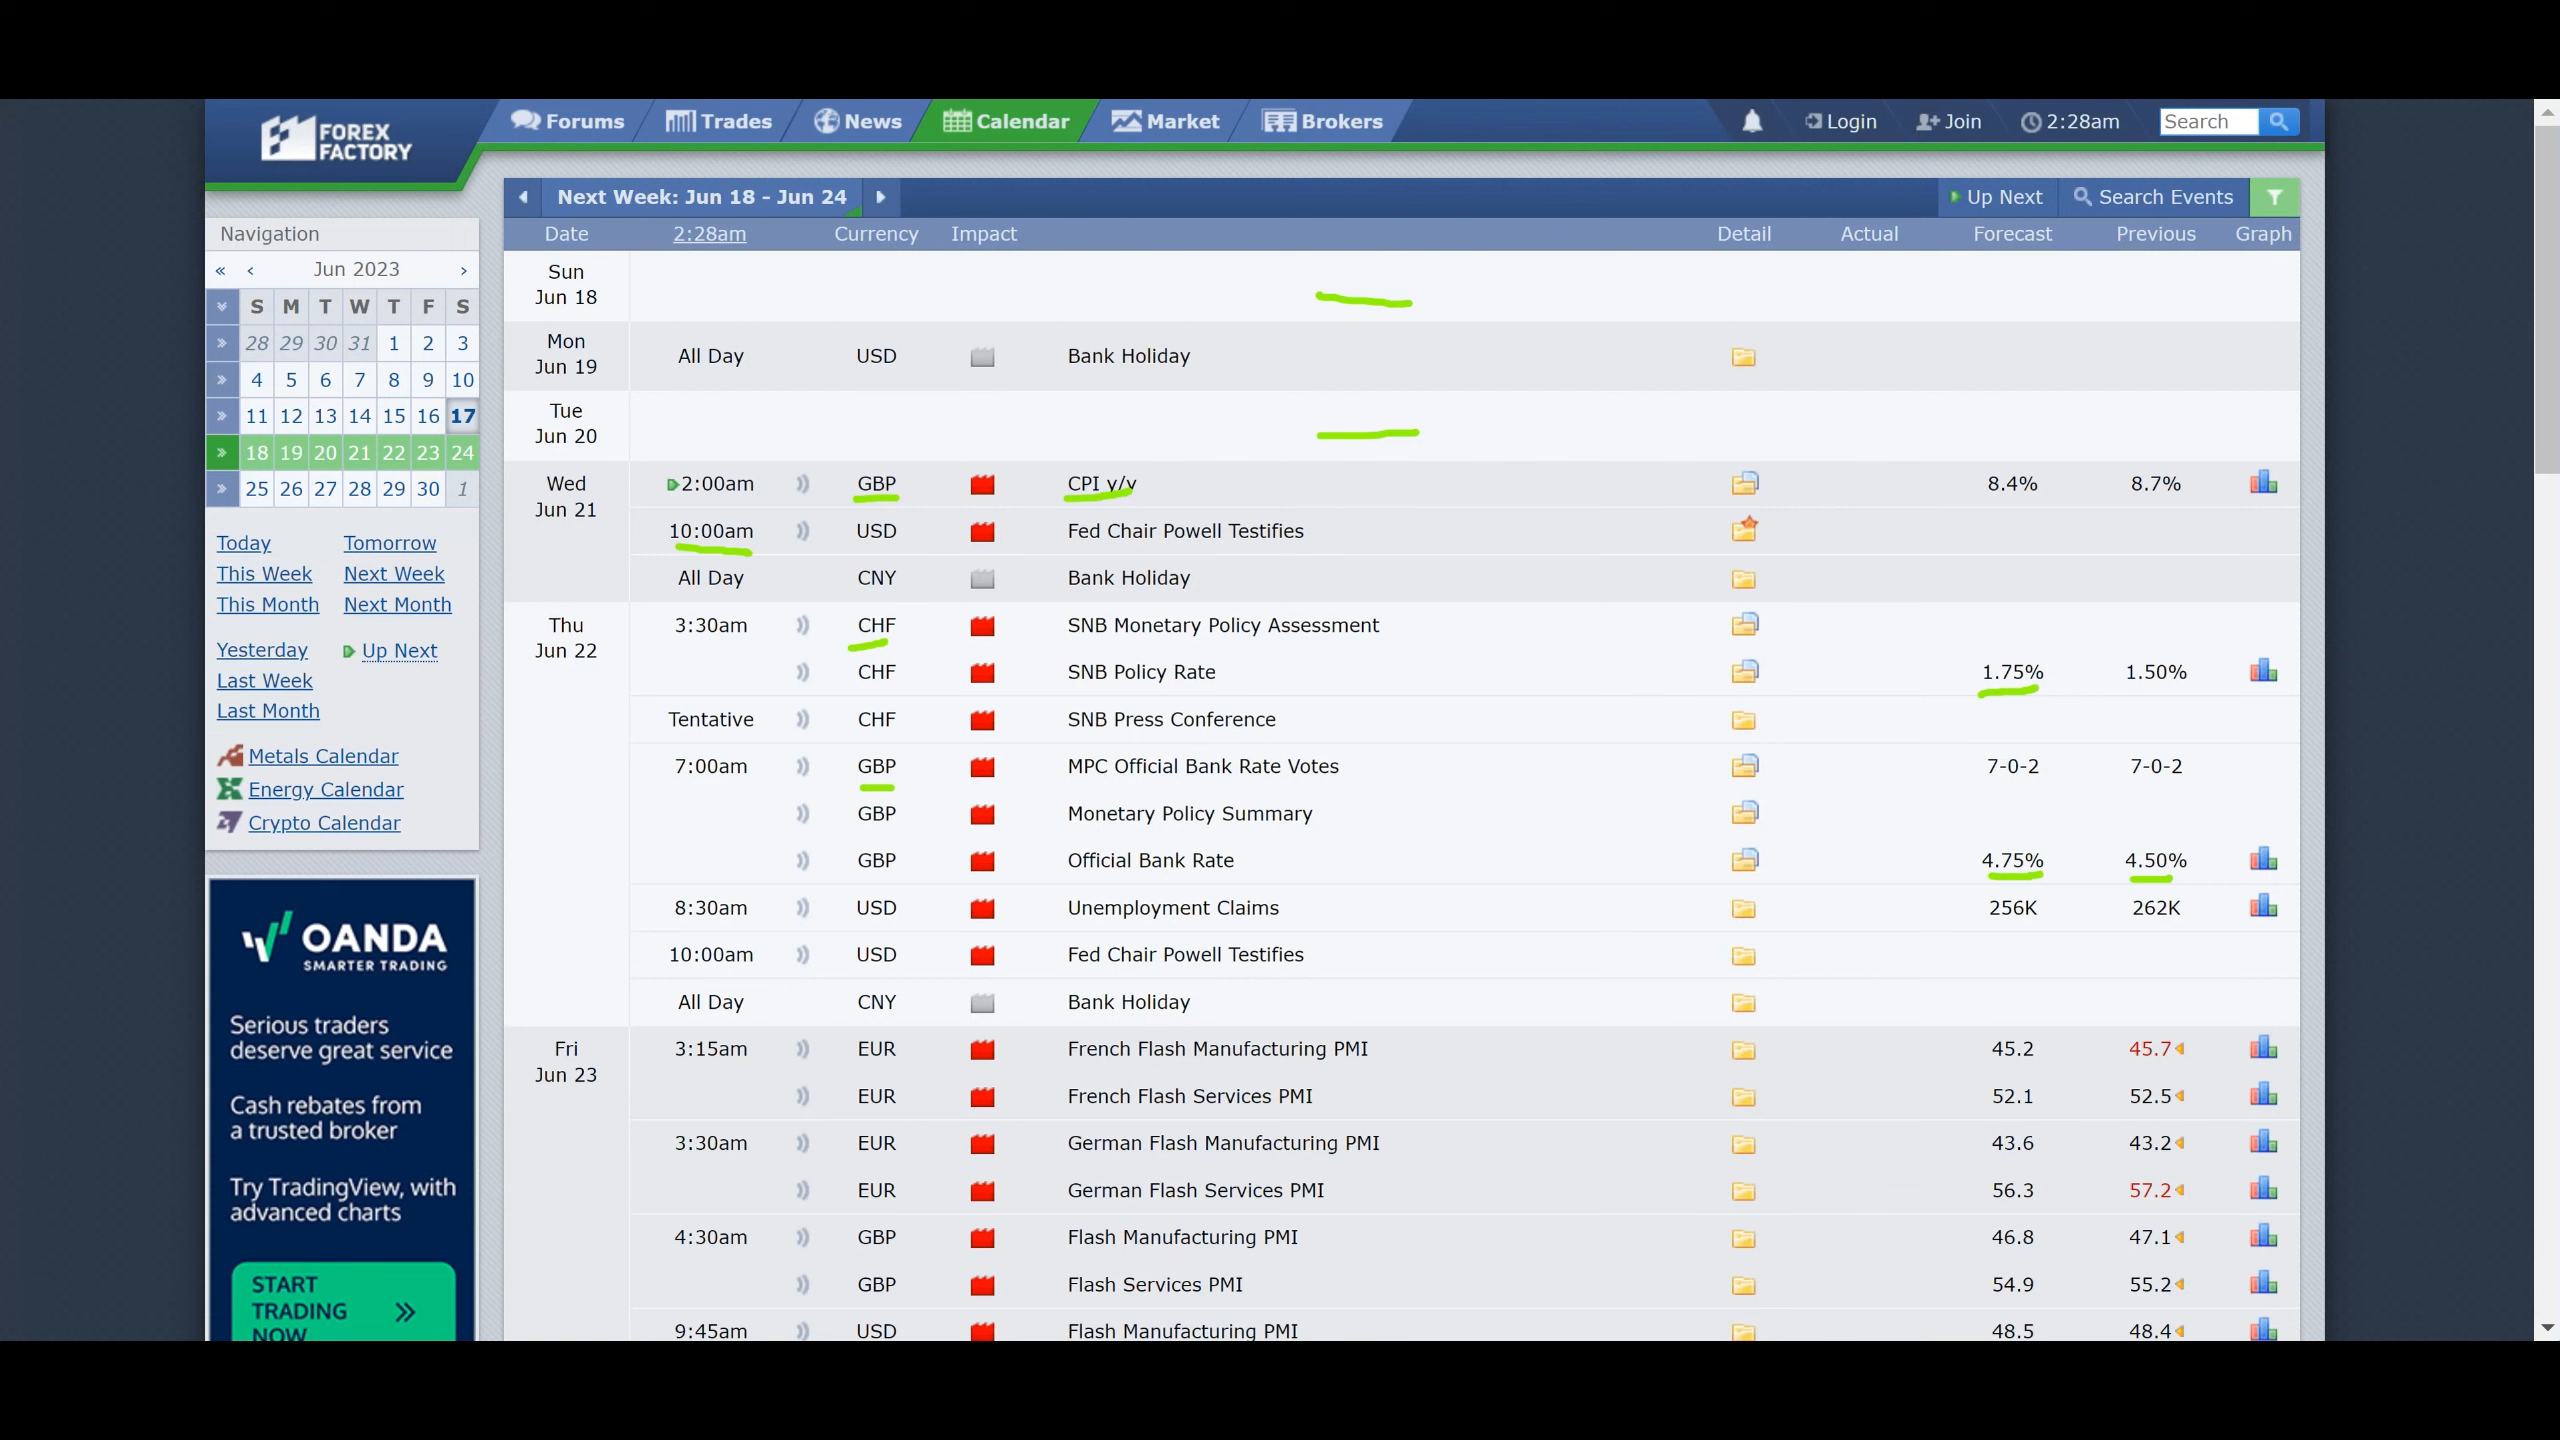 FOREX
FACTORY
Forums Trades News Calendar Market Brokers Login Join 2:28am Search
Next Week: Jun 18 - Jun 24 Up Next Search Events
Date 2:28am Currency Impact Detail Actual Forecast Previous Graph
Navigation
« ‹ Jun 2023 ›
S M T W T F S
28 29 30 31 1 2 3
4 5 6 7 8 9 10
11 12 13 14 15 16 17
18 19 20 21 22 23 24
25 26 27 28 29 30 1
Today Tomorrow
This Week Next Week
This Month Next Month
Yesterday Up Next
Last Week
Last Month
Metals Calendar
Energy Calendar
Crypto Calendar
OANDA
SMARTER TRADING
Serious traders
deserve great service
Cash rebates from
a trusted broker
Try TradingView, with
advanced charts
START
TRADING
NOW
Sun
Jun 18
Mon
Jun 19
All Day USD Bank Holiday
Tue
Jun 20
Wed
Jun 21
2:00am GBP CPI y/y 8.4% 8.7%
10:00am USD Fed Chair Powell Testifies
All Day CNY Bank Holiday
Thu
Jun 22
3:30am CHF SNB Monetary Policy Assessment
CHF SNB Policy Rate 1.75% 1.50%
Tentative CHF SNB Press Conference
7:00am GBP MPC Official Bank Rate Votes 7-0-2 7-0-2
GBP Monetary Policy Summary
GBP Official Bank Rate 4.75% 4.50%
8:30am USD Unemployment Claims 256K 262K
10:00am USD Fed Chair Powell Testifies
All Day CNY Bank Holiday
Fri
Jun 23
3:15am EUR French Flash Manufacturing PMI 45.2 45.7
EUR French Flash Services PMI 52.1 52.5
3:30am EUR German Flash Manufacturing PMI 43.6 43.2
EUR German Flash Services PMI 56.3 57.2
4:30am GBP Flash Manufacturing PMI 46.8 47.1
GBP Flash Services PMI 54.9 55.2
9:45am USD Flash Manufacturing PMI 48.5 48.4